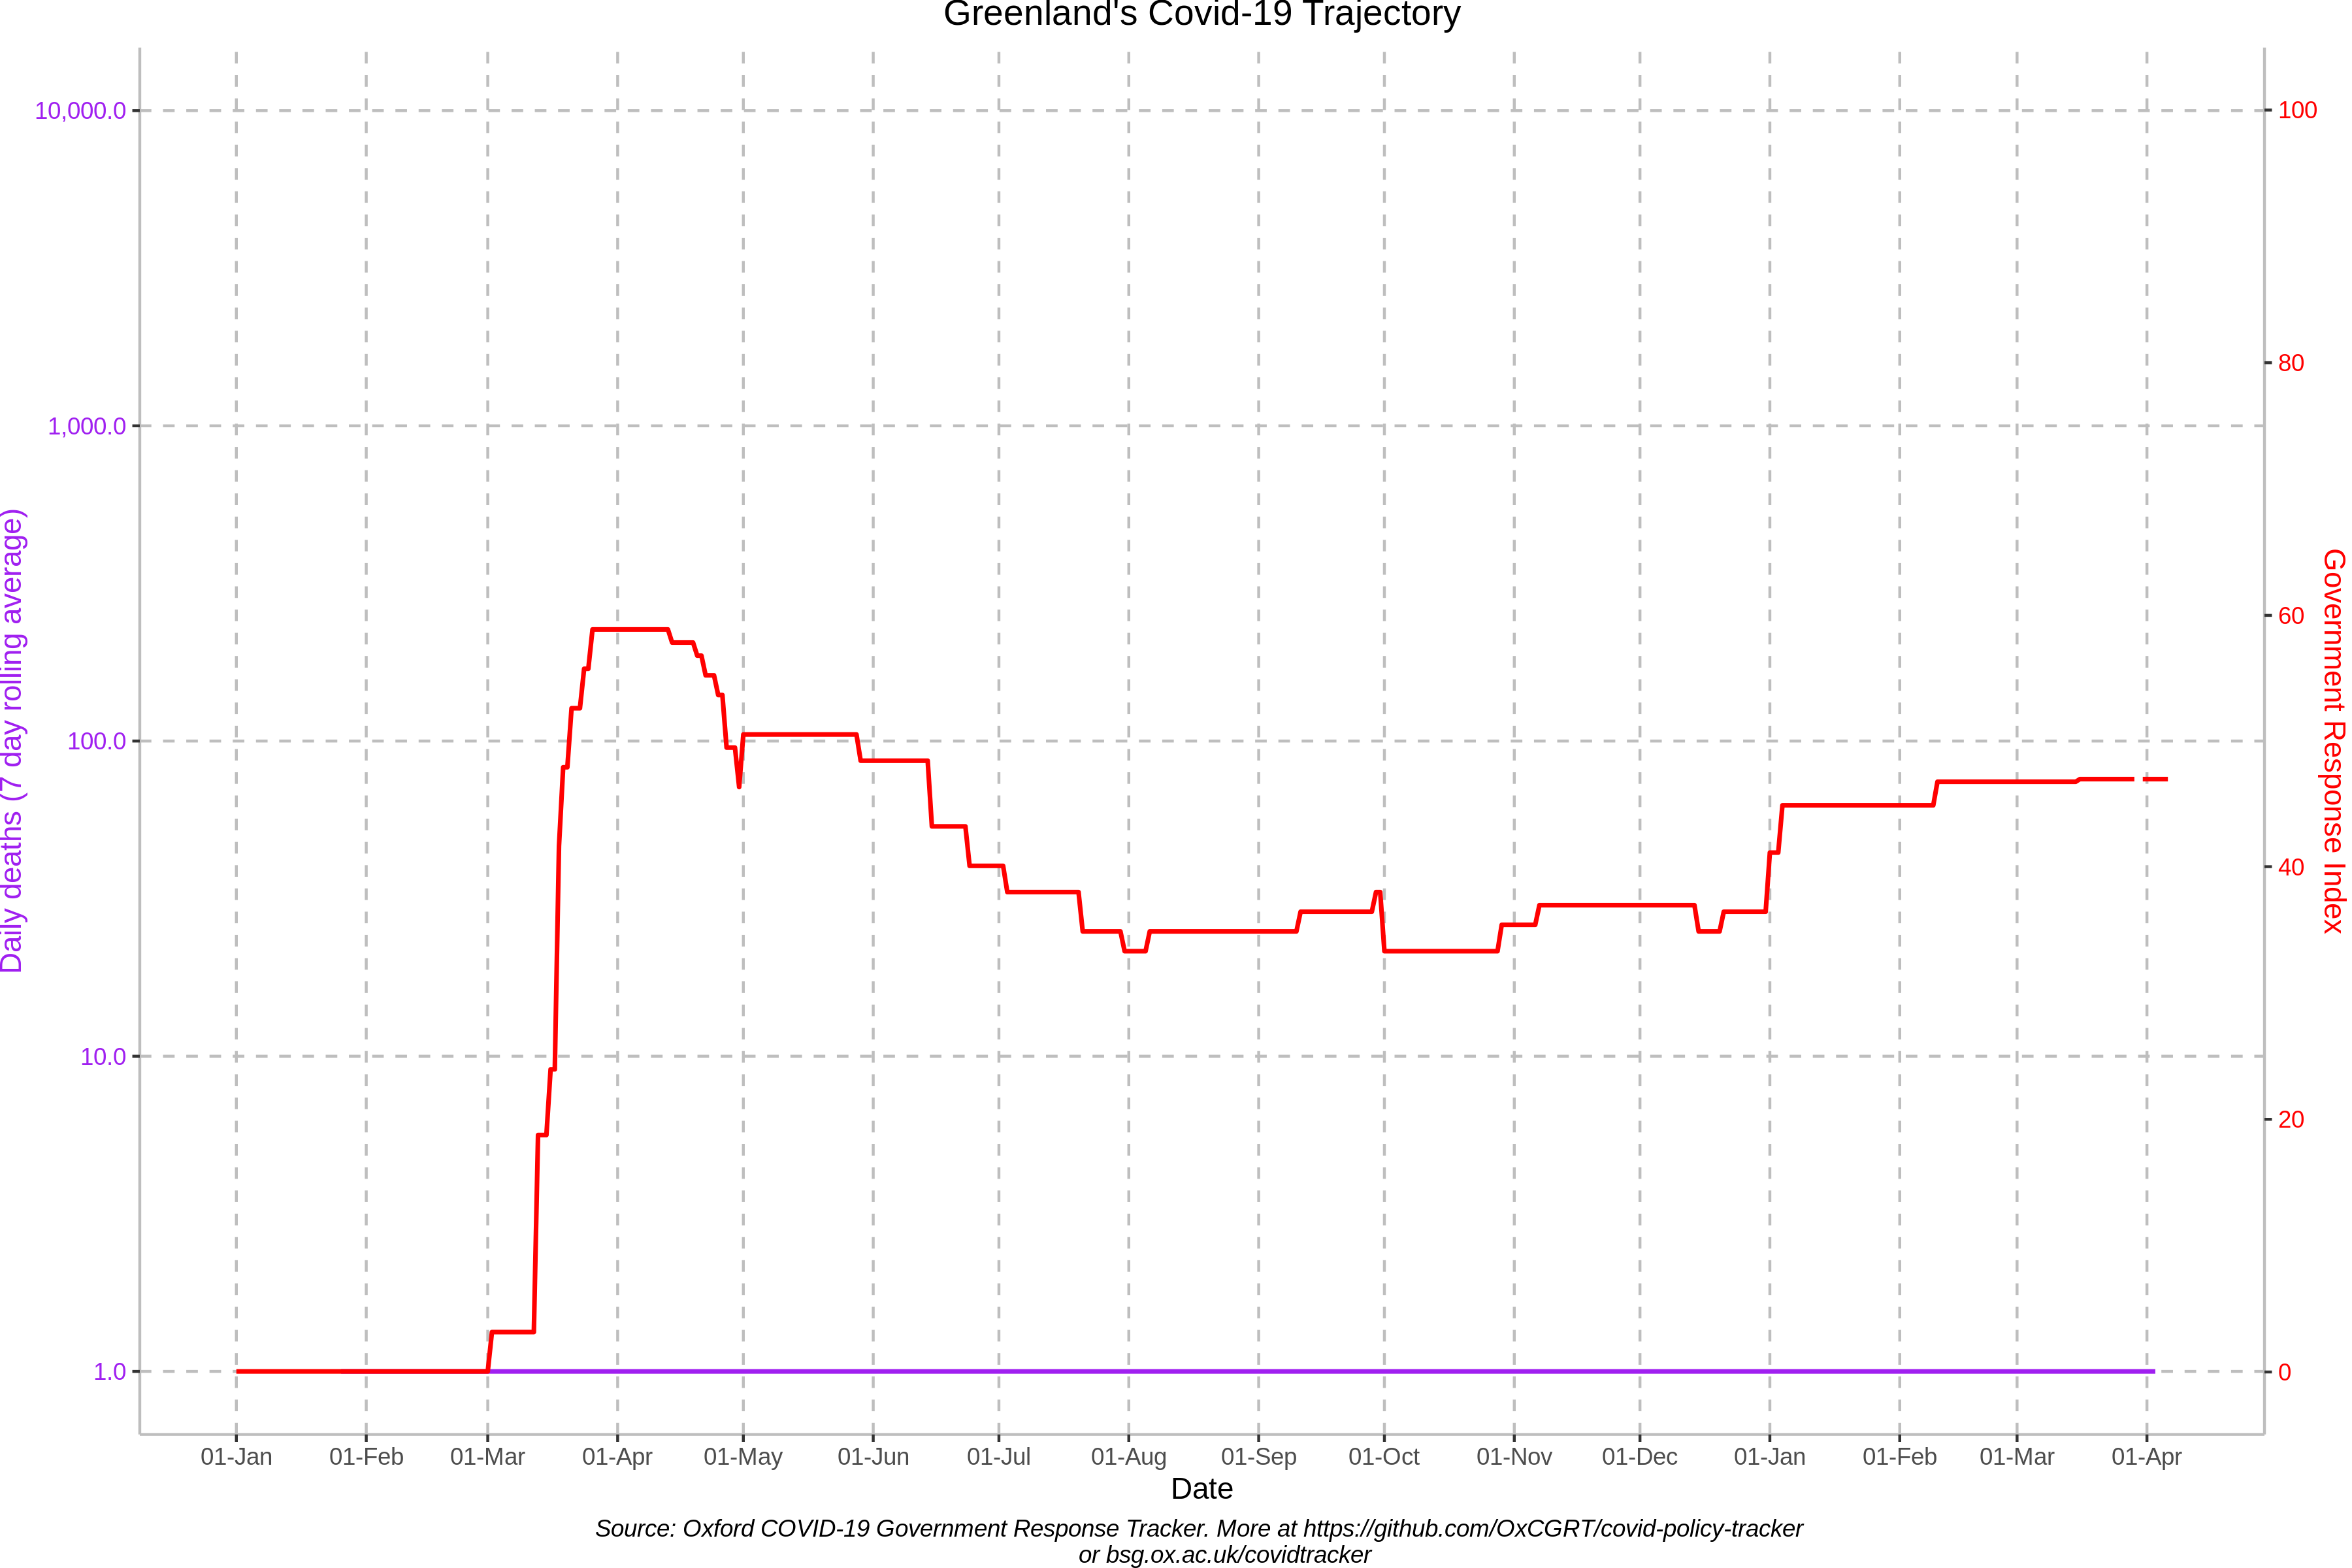 Greenland's Covid-19 Trajectory
10,000.0
1,000.0
100.0
10.0
1.0
Daily deaths (7 day rolling average)
100
80
60
40
20
0
Government Response Index
01-Jan 01-Feb 01-Mar 01-Apr 01-May 01-Jun 01-Jul 01-Aug 01-Sep 01-Oct 01-Nov 01-Dec 01-Jan 01-Feb 01-Mar 01-Apr
Date
Source: Oxford COVID-19 Government Response Tracker. More at https://github.com/OxCGRT/covid-policy-tracker
or bsg.ox.ac.uk/covidtracker